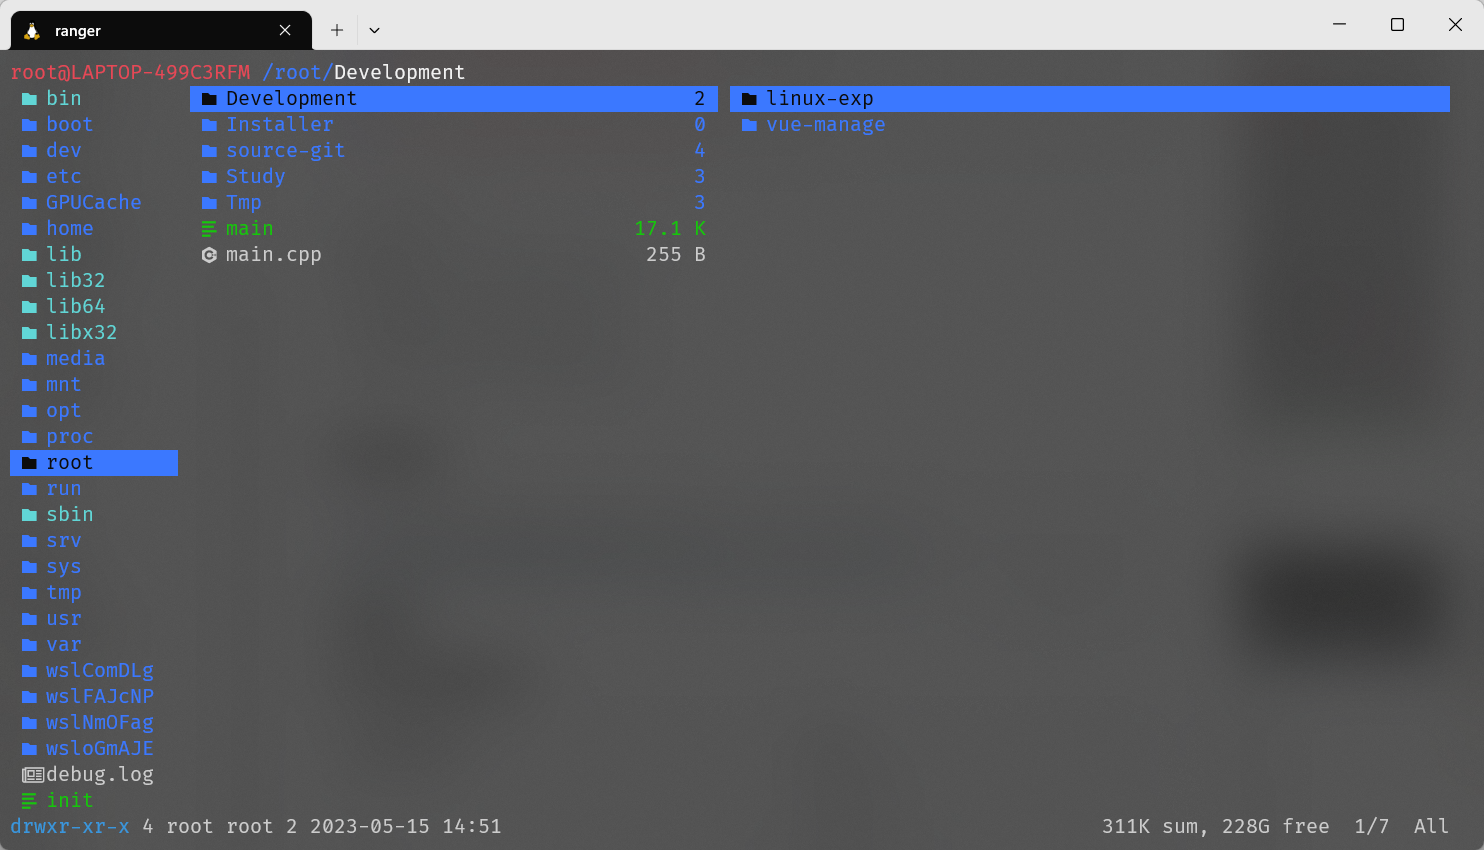 ranger
root@LAPTOP-499C3RFM /root/Development
bin Development 2 linux-exp
boot Installer 0 vue-manage
dev source-git 4
etc Study 3
GPUCache Tmp 3
home main 17.1 K
lib main.cpp 255 B
lib32
lib64
libx32
media
mnt
opt
proc
root
run
sbin
srv
sys
tmp
usr
var
wslComDLg
wslFAJcNP
wslNmOFag
wsloGmAJE
debug.log
init
drwxr-xr-x 4 root root 2 2023-05-15 14:51 311K sum, 228G free 1/7 All